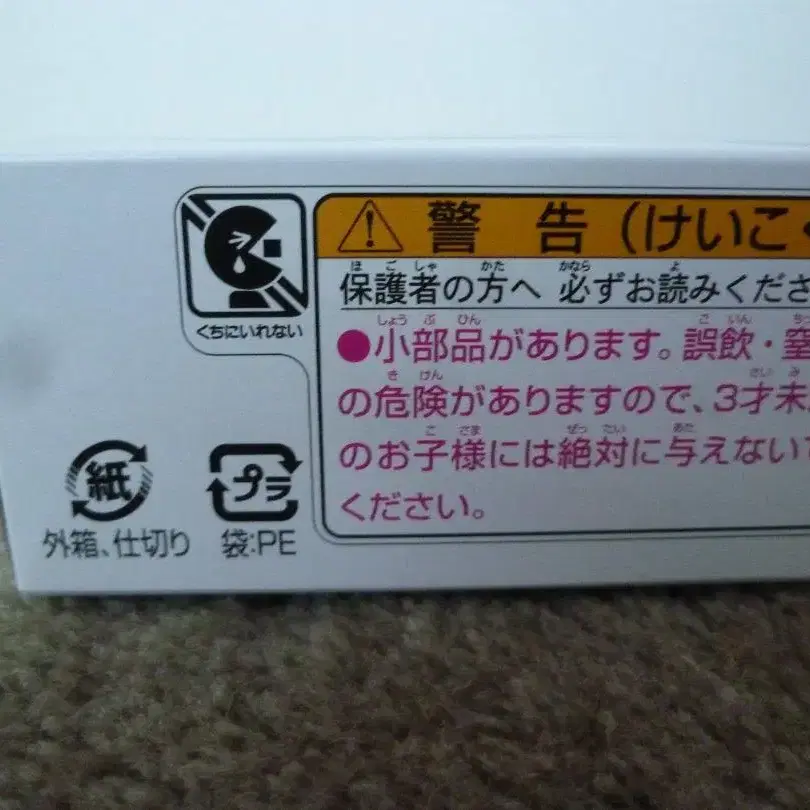 くちにいれない
警告（けいこ
保護者の方へ 必ずお読みくださ
●小部品があります。誤飲・窒
の危険がありますので、3才未
のお子様には絶対に与えないで
ください。
紙
プラ
外箱、仕切り
袋:PE